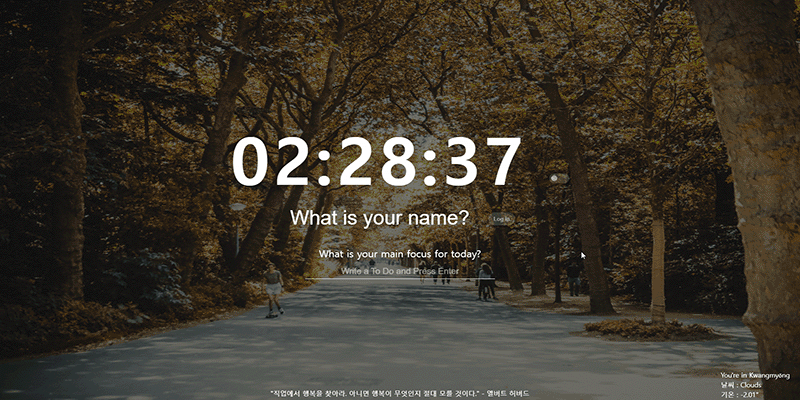 02:28:37
What is your name? Log In
What is your main focus for today?
Write a To Do and Press Enter
"직업에서 행복을 찾아라. 아니면 행복이 무엇인지 절대 모를 것이다." - 엘버트 허버드
You're in Kwangmyŏng
날씨 : Clouds
기온 : -2.01°